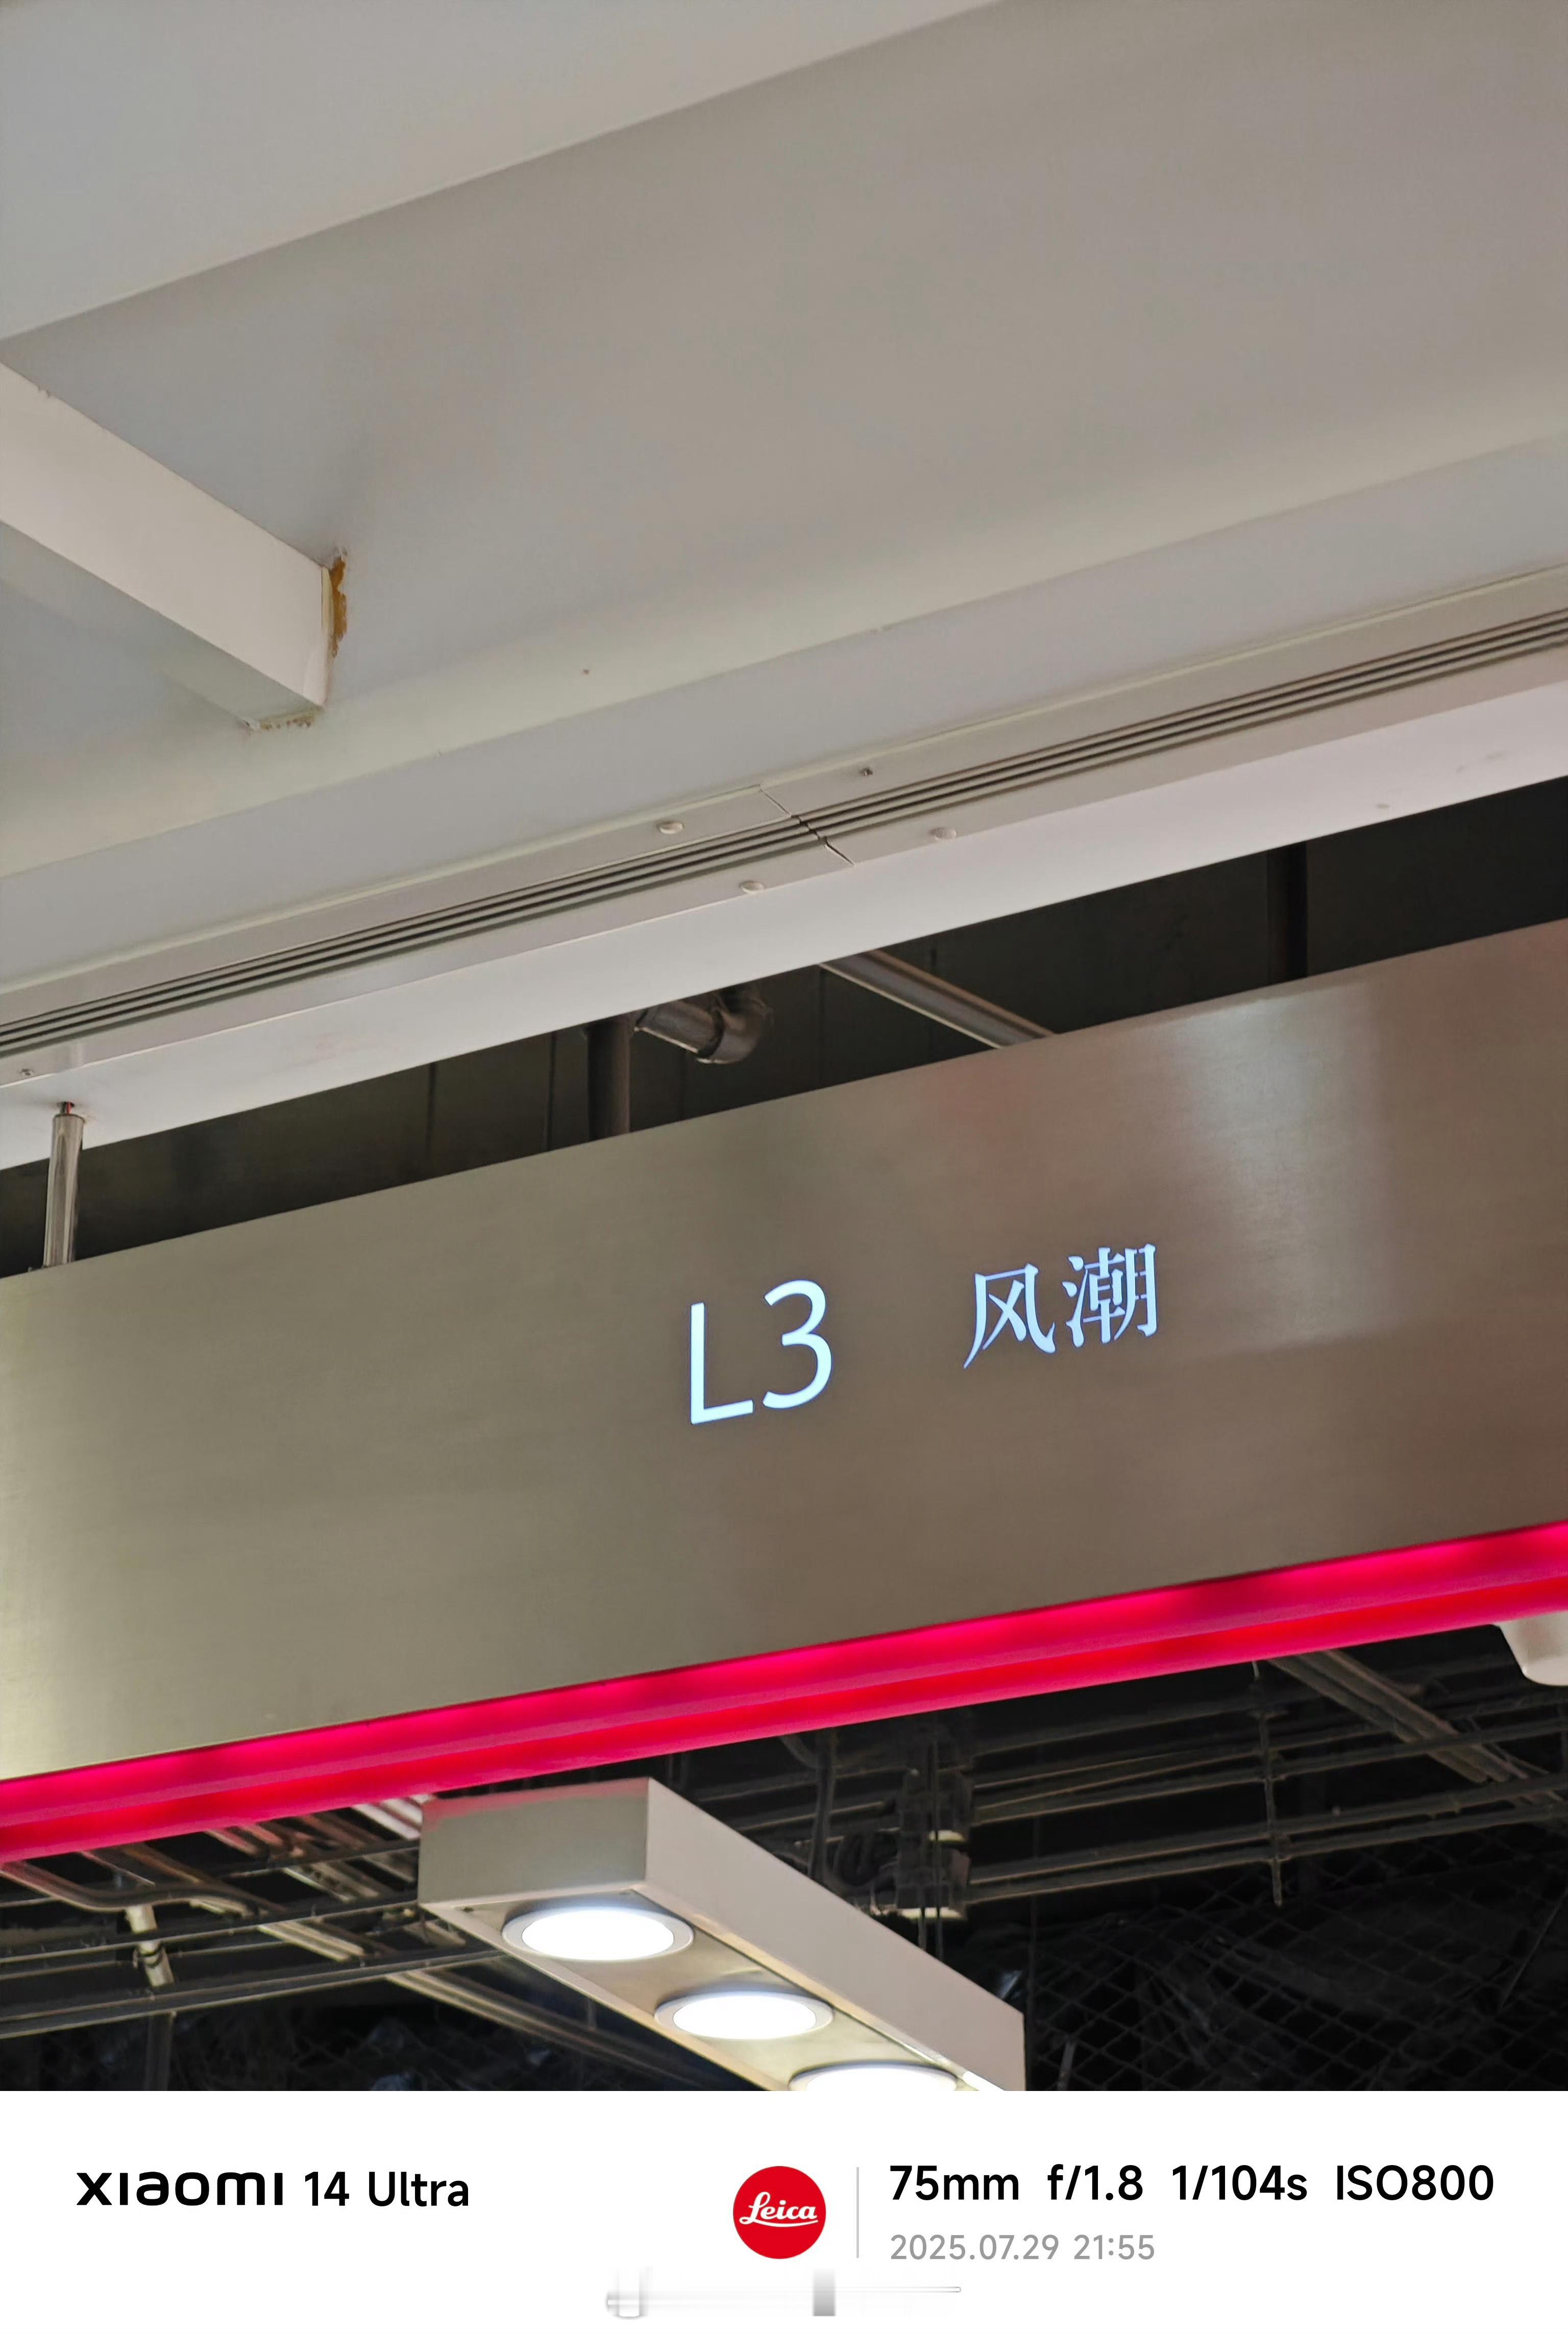 L3 风潮
xiaomi 14 Ultra
Leica
75mm f/1.8 1/104s ISO800
2025.07.29 21:55